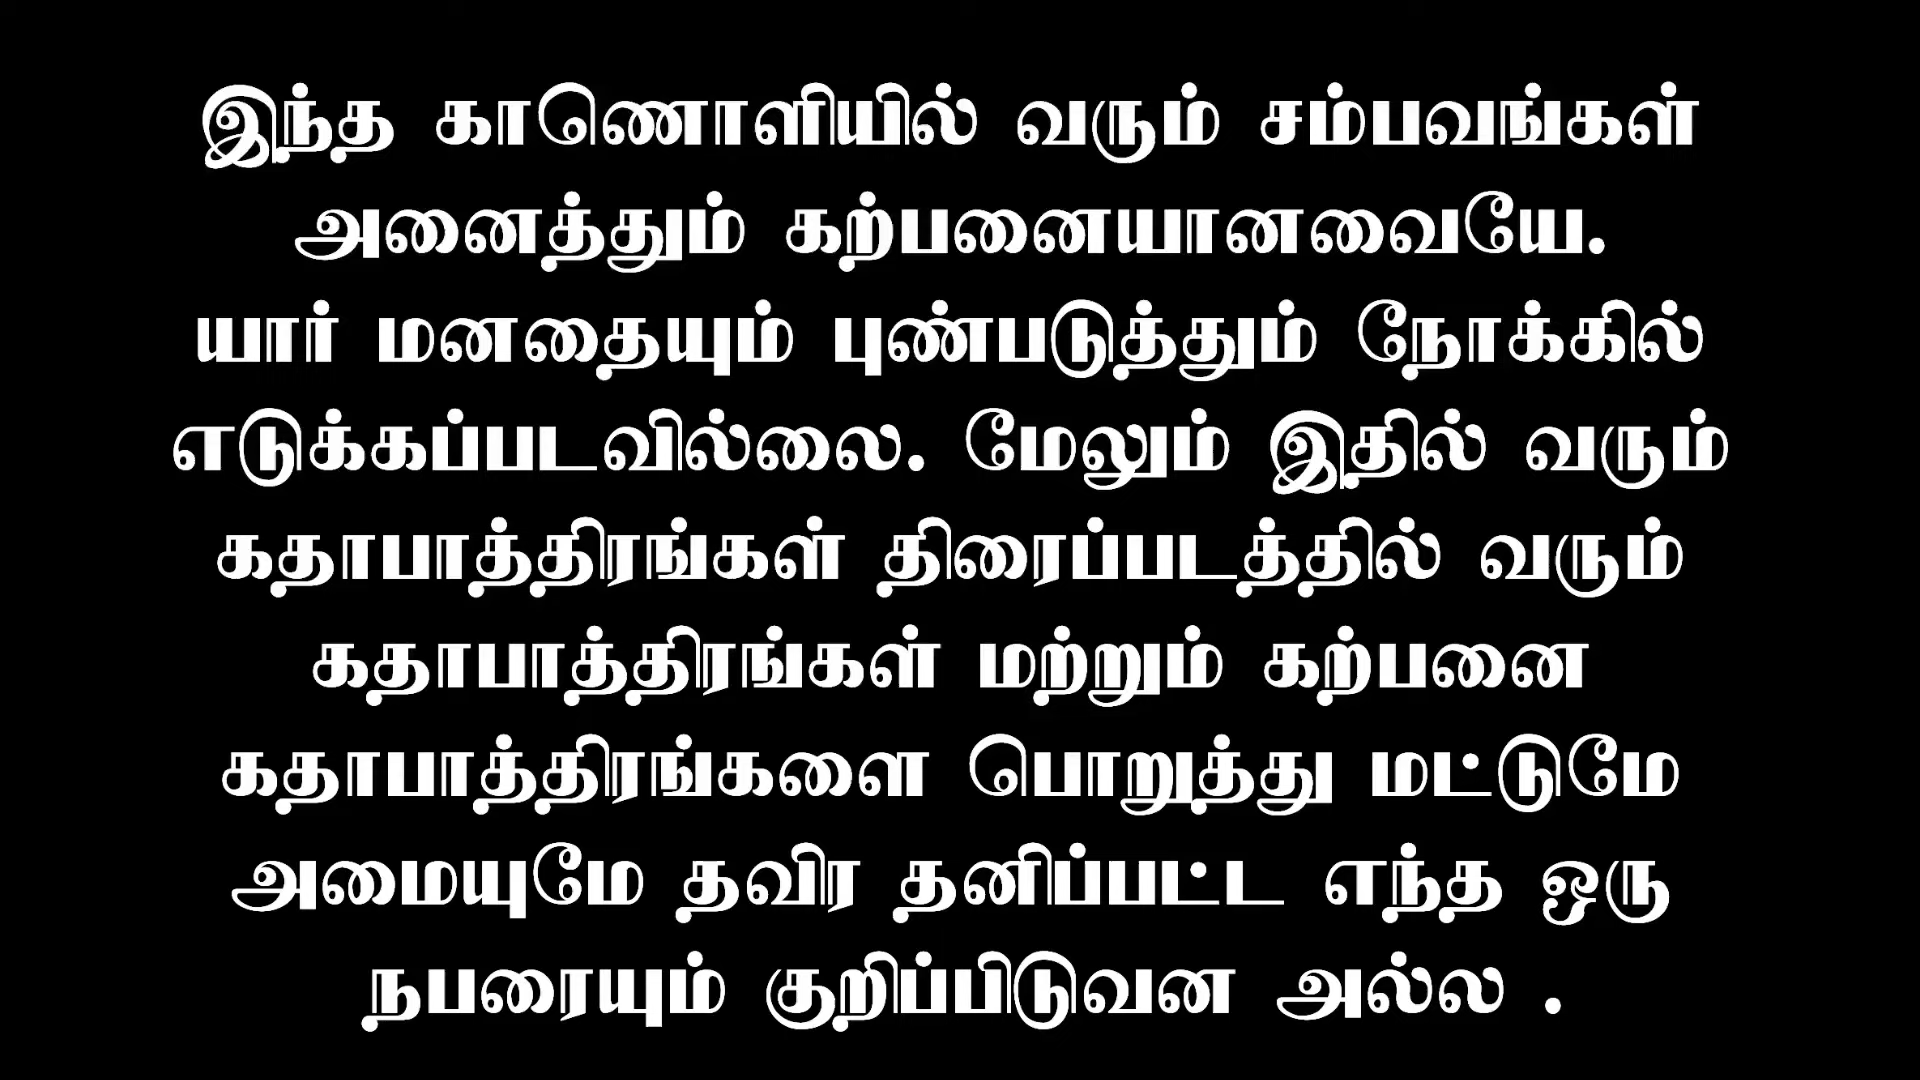 இந்த காணொளியில் வரும் சம்பவங்கள்
அனைத்தும் கற்பனையானவையே.
யார் மனதையும் புண்படுத்தும் நோக்கில்
எடுக்கப்படவில்லை. மேலும் இதில் வரும்
கதாபாத்திரங்கள் திரைப்படத்தில் வரும்
கதாபாத்திரங்கள் மற்றும் கற்பனை
கதாபாத்திரங்களை பொறுத்து மட்டுமே
அமையுமே தவிர தனிப்பட்ட எந்த ஒரு
நபரையும் குறிப்பிடுவன அல்ல .